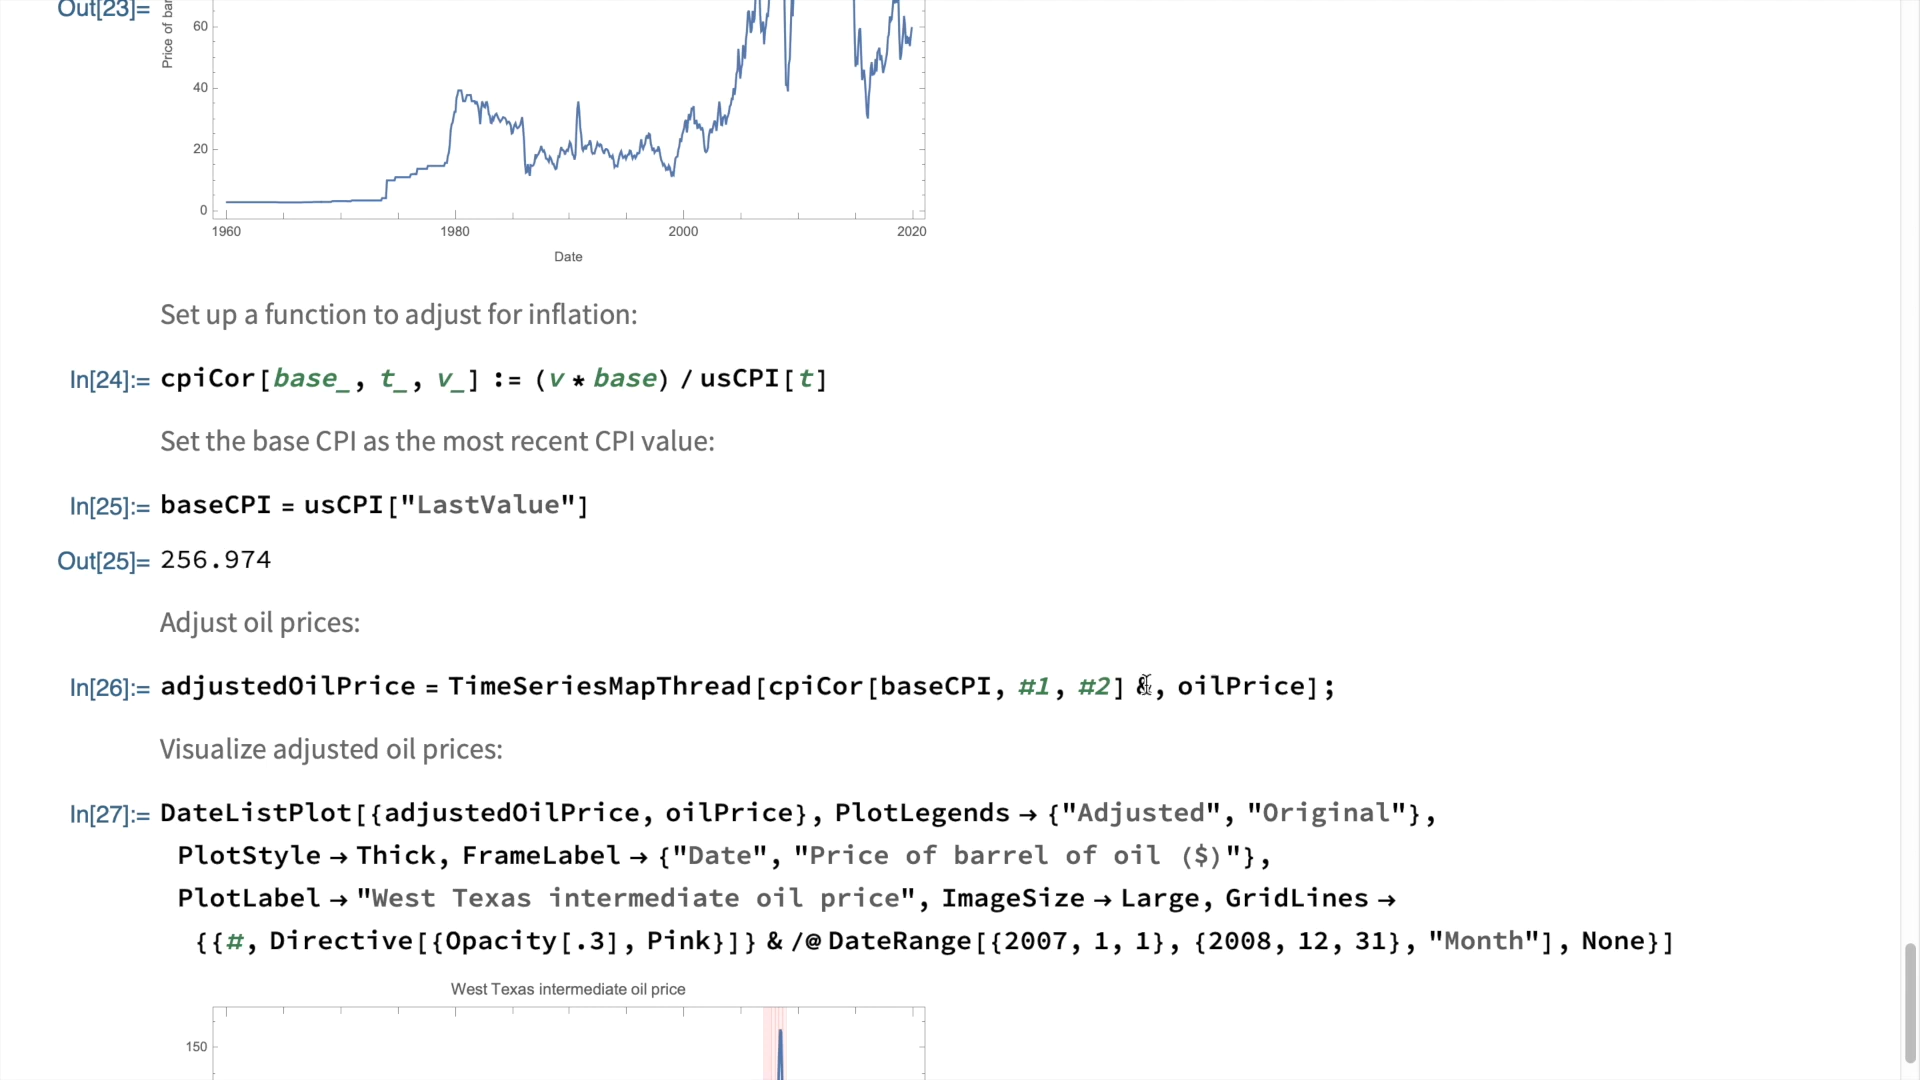 Out[23]=
Price of bar
60
40
20
0
1960 1980 2000 2020
Date
Set up a function to adjust for inflation:
In[24]:= cpiCor[base_, t_, v_] := (v * base) / usCPI[t]
Set the base CPI as the most recent CPI value:
In[25]:= baseCPI = usCPI["LastValue"]
Out[25]= 256.974
Adjust oil prices:
In[26]:= adjustedOilPrice = TimeSeriesMapThread[cpiCor[baseCPI, #1, #2] &, oilPrice];
Visualize adjusted oil prices:
In[27]:= DateListPlot[{adjustedOilPrice, oilPrice}, PlotLegends → {"Adjusted", "Original"},
PlotStyle → Thick, FrameLabel → {"Date", "Price of barrel of oil ($)"},
PlotLabel → "West Texas intermediate oil price", ImageSize → Large, GridLines →
{{#, Directive[{Opacity[.3], Pink}]} & /@ DateRange[{2007, 1, 1}, {2008, 12, 31}, "Month"], None}]
West Texas intermediate oil price
150